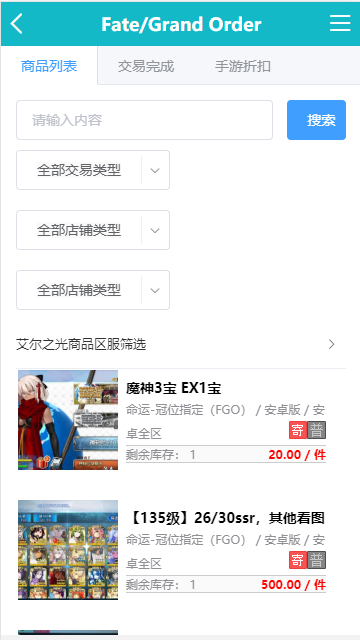 Fate/Grand Order
商品列表 交易完成 手游折扣
请输入内容 搜索
全部交易类型
全部店铺类型
全部店铺类型
艾尔之光商品区服筛选
魔神3宝 EX1宝
命运-冠位指定（FGO） / 安卓版 / 安
卓全区 寄 普
剩余库存： 1 20.00 / 件
【135级】26/30ssr，其他看图
命运-冠位指定（FGO） / 安卓版 / 安
卓全区 寄 普
剩余库存： 1 500.00 / 件